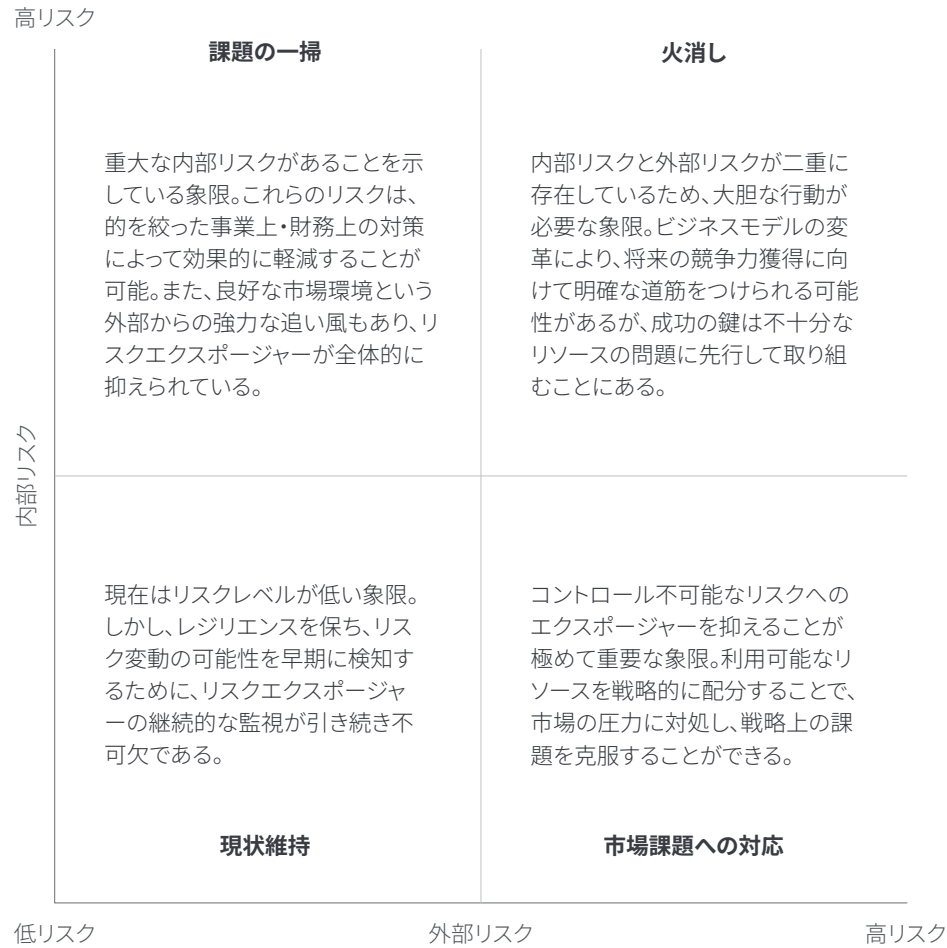 高リスク
課題の一掃
重大な内部リスクがあることを示
している象限。これらのリスクは、
的を絞った事業上・財務上の対策
によって効果的に軽減することが
可能。また、良好な市場環境という
外部からの強力な追い風もあり、リ
スクエクスポージャーが全体的に
抑えられている。
火消し
内部リスクと外部リスクが二重に
存在しているため、大胆な行動が
必要な象限。ビジネスモデルの変
革により、将来の競争力獲得に向
けて明確な道筋をつけられる可能
性があるが、成功の鍵は不十分な
リソースの問題に先行して取り組
むことにある。
内部リスク
現在はリスクレベルが低い象限。
しかし、レジリエンスを保ち、リス
ク変動の可能性を早期に検知す
るために、リスクエクスポージャ
ーの継続的な監視が引き続き不
可欠である。
現状維持
コントロール不可能なリスクへの
エクスポージャーを抑えることが
極めて重要な象限。利用可能なリ
ソースを戦略的に配分することで、
市場の圧力に対処し、戦略上の課
題を克服することができる。
市場課題への対応
低リスク
外部リスク
高リスク